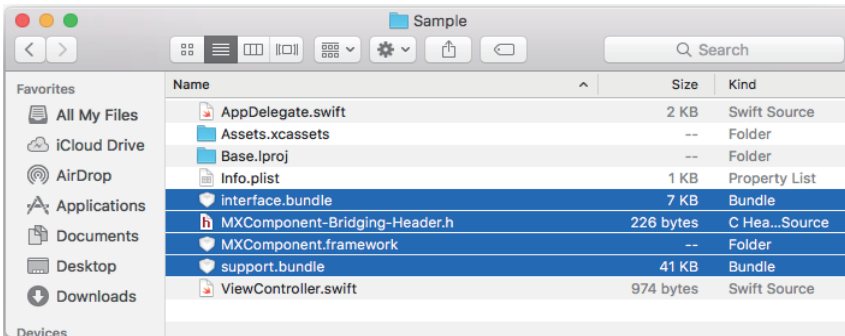 Sample
Search
Favorites
All My Files
iCloud Drive
AirDrop
Applications
Documents
Desktop
Downloads
Devices
Name Size Kind
AppDelegate.swift 2 KB Swift Source
Assets.xcassets -- Folder
Base.lproj -- Folder
Info.plist 1 KB Property List
interface.bundle 7 KB Bundle
h MXComponent-Bridging-Header.h 226 bytes C Hea...Source
MXComponent.framework -- Folder
support.bundle 41 KB Bundle
ViewController.swift 974 bytes Swift Source